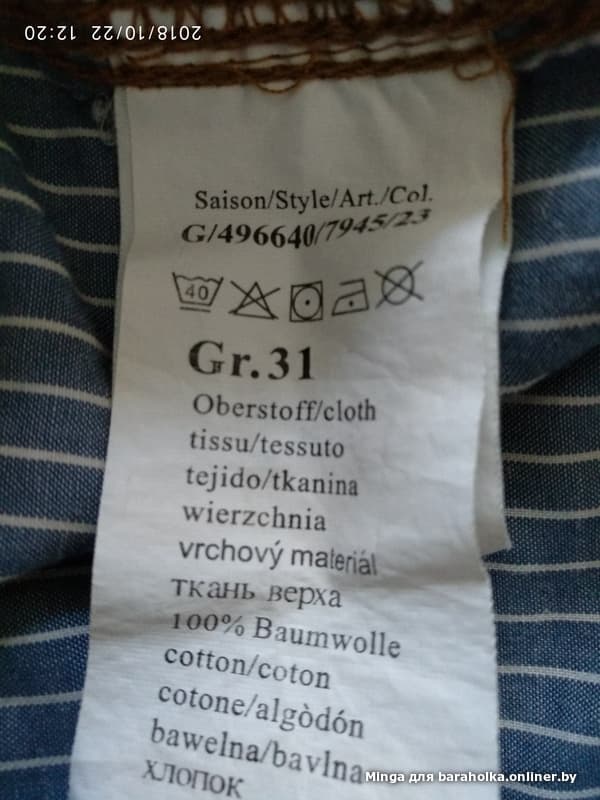 2018/10/22 12:20
Saison/Style/Art./Col.
G/496640/7945/23
40
Gr.31
Oberstoff/cloth
tissu/tessuto
tejido/tkanina
wierzchnia
vrchový materiál
ткань верха
100% Baumwolle
cotton/coton
cotone/algòdón
bawelna/bavlna
хлопок
Minga для baraholka.onliner.by